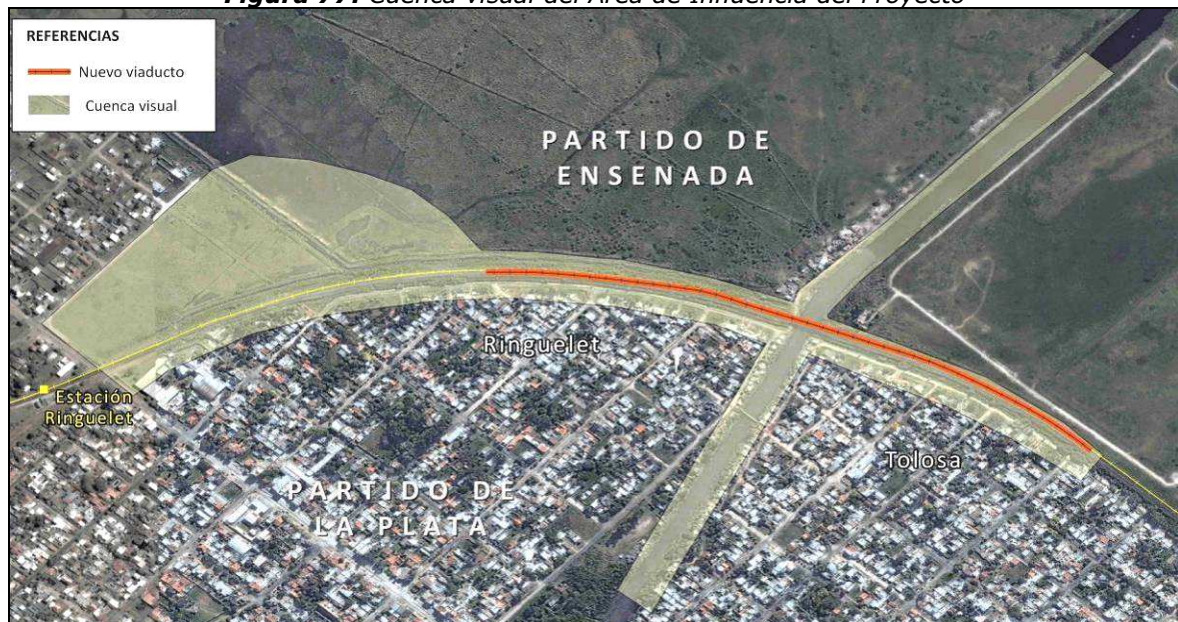 Figura 77: Cuenca visual del Área de Influencia del Proyecto
REFERENCIAS
Nuevo viaducto
Cuenca visual
PARTIDO DE
ENSENADA
Ringuelet
Estación
Ringuelet
Tolosa
PARTIDO DE
LA PLATA